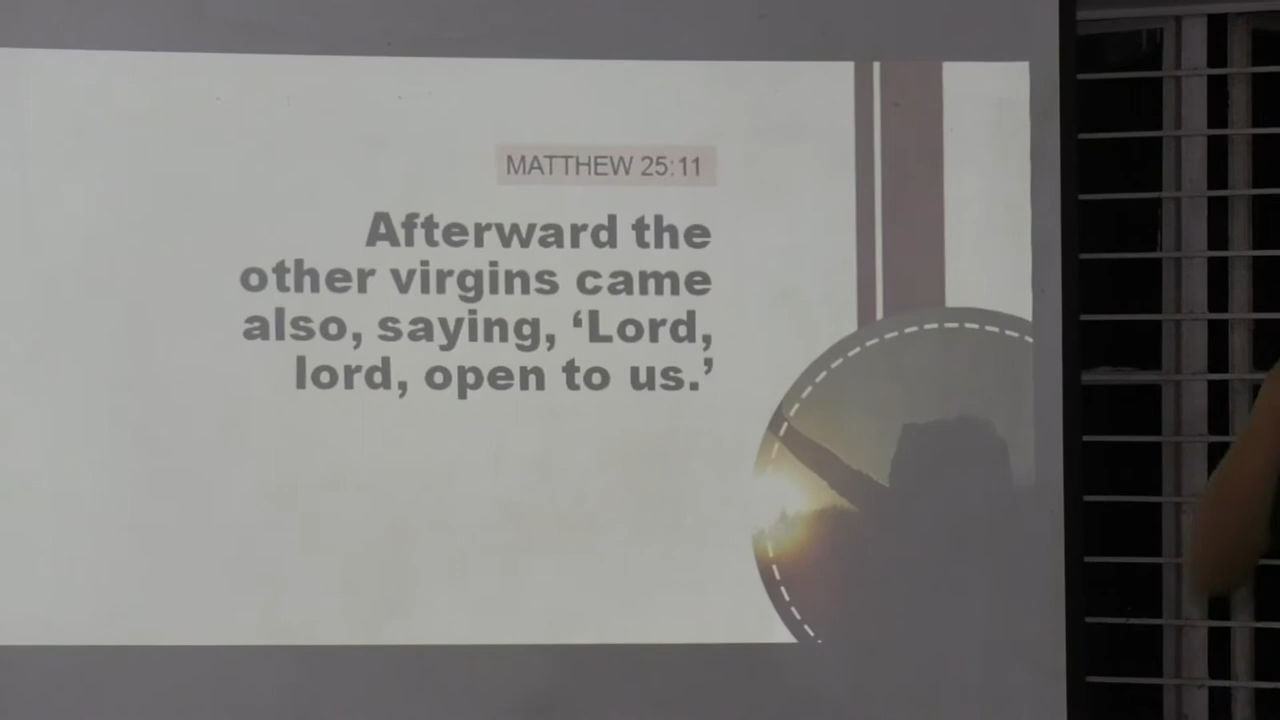 MATTHEW 25:11
Afterward the
other virgins came
also, saying, ‘Lord,
lord, open to us.’